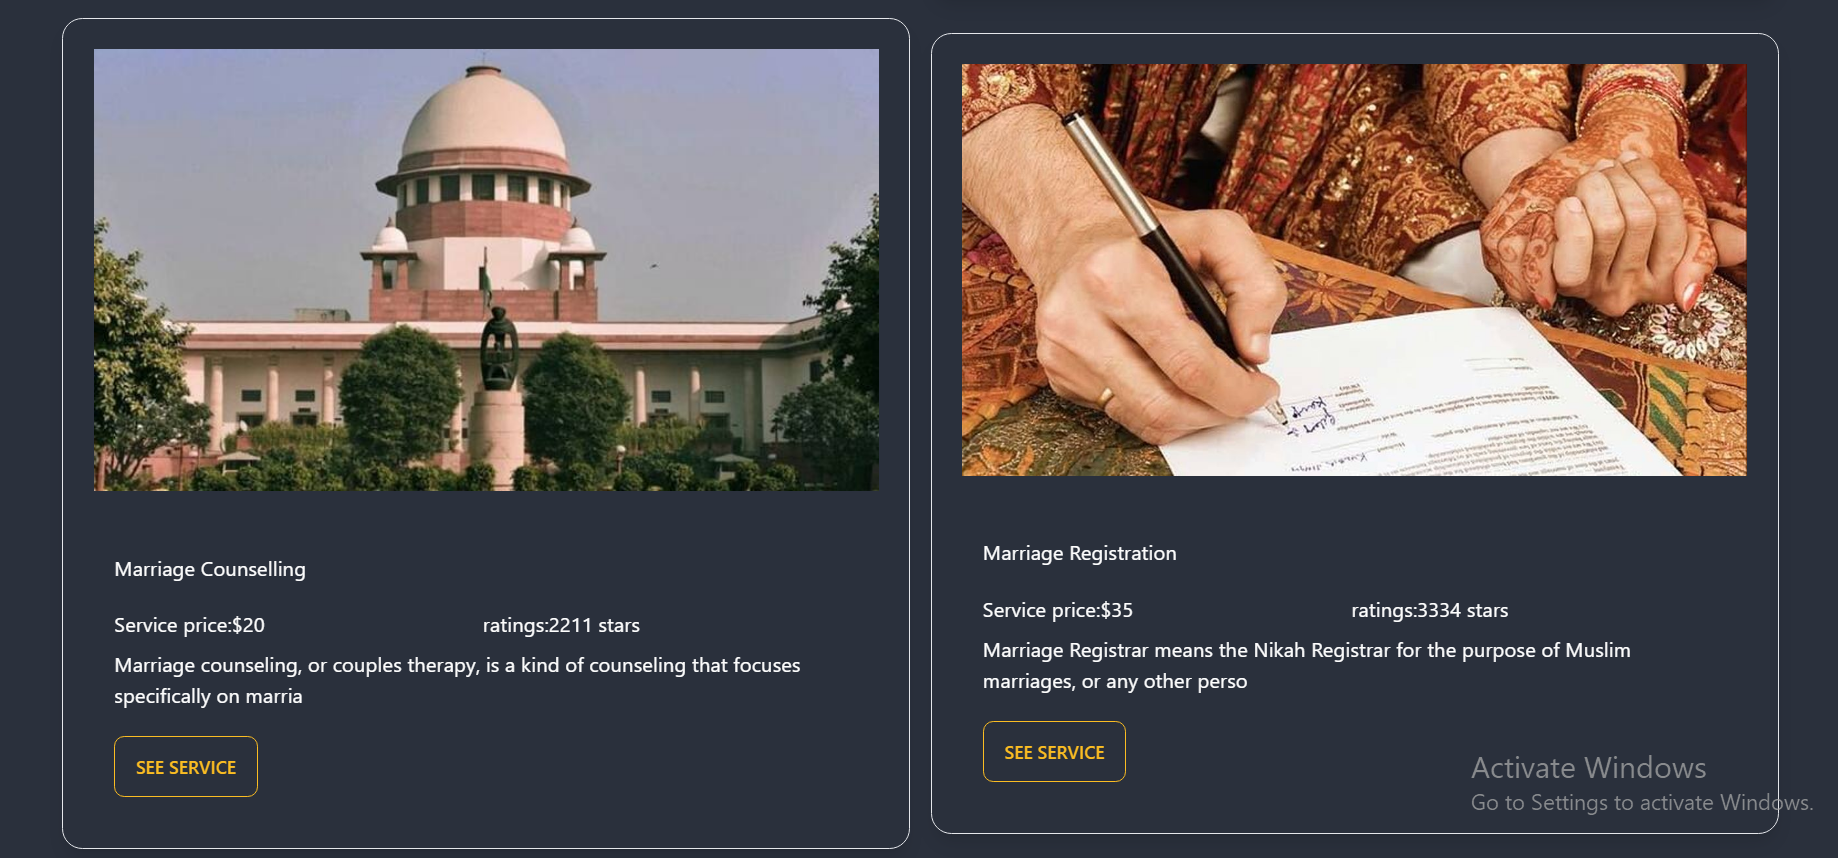 Marriage Counselling
Service price:$20 ratings:2211 stars
Marriage counseling, or couples therapy, is a kind of counseling that focuses
specifically on marria
SEE SERVICE
Marriage Registration
Service price:$35 ratings:3334 stars
Marriage Registrar means the Nikah Registrar for the purpose of Muslim
marriages, or any other perso
SEE SERVICE
Activate Windows
Go to Settings to activate Windows.